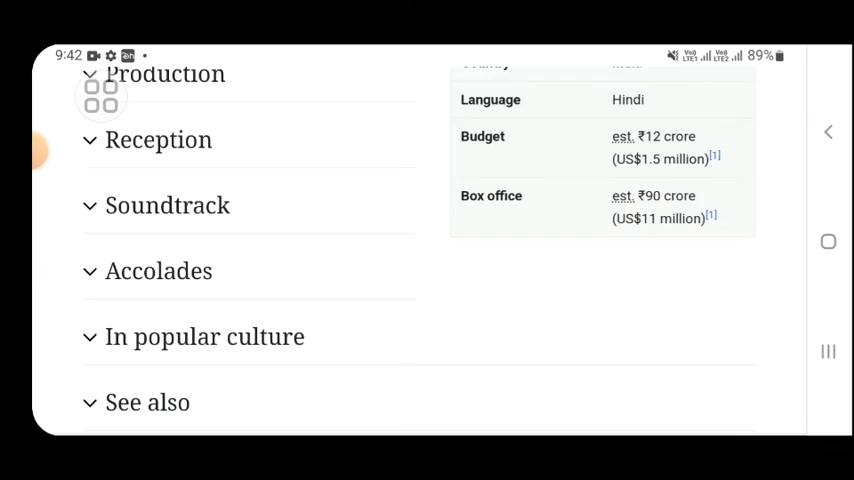 9:42
89%
Production
Language Hindi
Budget est. ₹12 crore
(US$1.5 million)[1]
Reception
Box office est. ₹90 crore
(US$11 million)[1]
Soundtrack
Accolades
In popular culture
See also